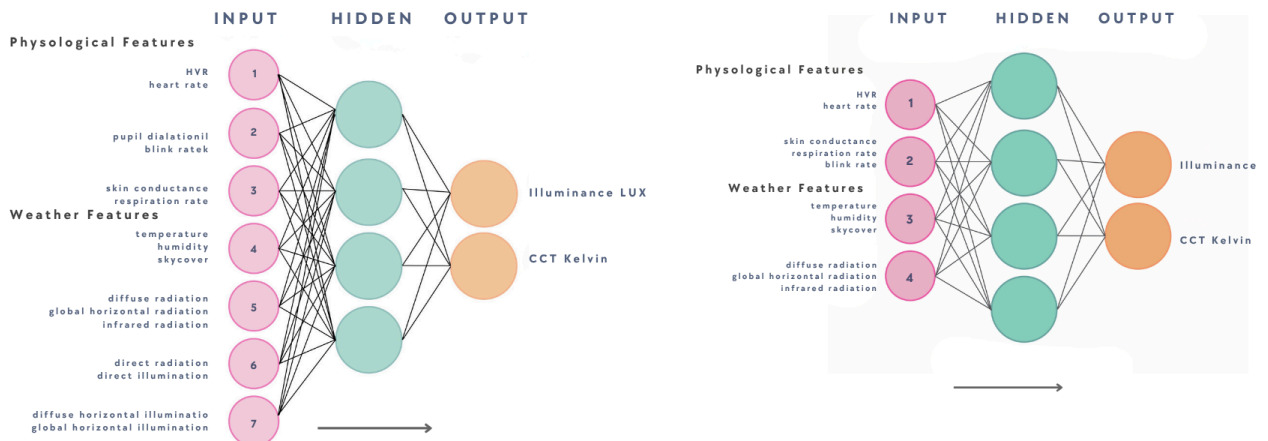 INPUT HIDDEN OUTPUT
Physological Features
HVR
heart rate
1
pupil dialationil
blink ratek
2
skin conductance
respiration rate
3
Weather Features
temperature
humidity
skycover
4
diffuse radiation
global horizontal radiation
infrared radiation
5
direct radiation
direct illumination
6
diffuse horizontal illuminatio
global horizontal illumination
7
Illuminance LUX
CCT Kelvin
INPUT HIDDEN OUTPUT
Physological Features
HVR
heart rate
1
skin conductance
respiration rate
blink rate
2
Weather Features
temperature
humidity
skycover
3
diffuse radiation
global horizontal radiation
infrared radiation
4
Illuminance
CCT Kelvin